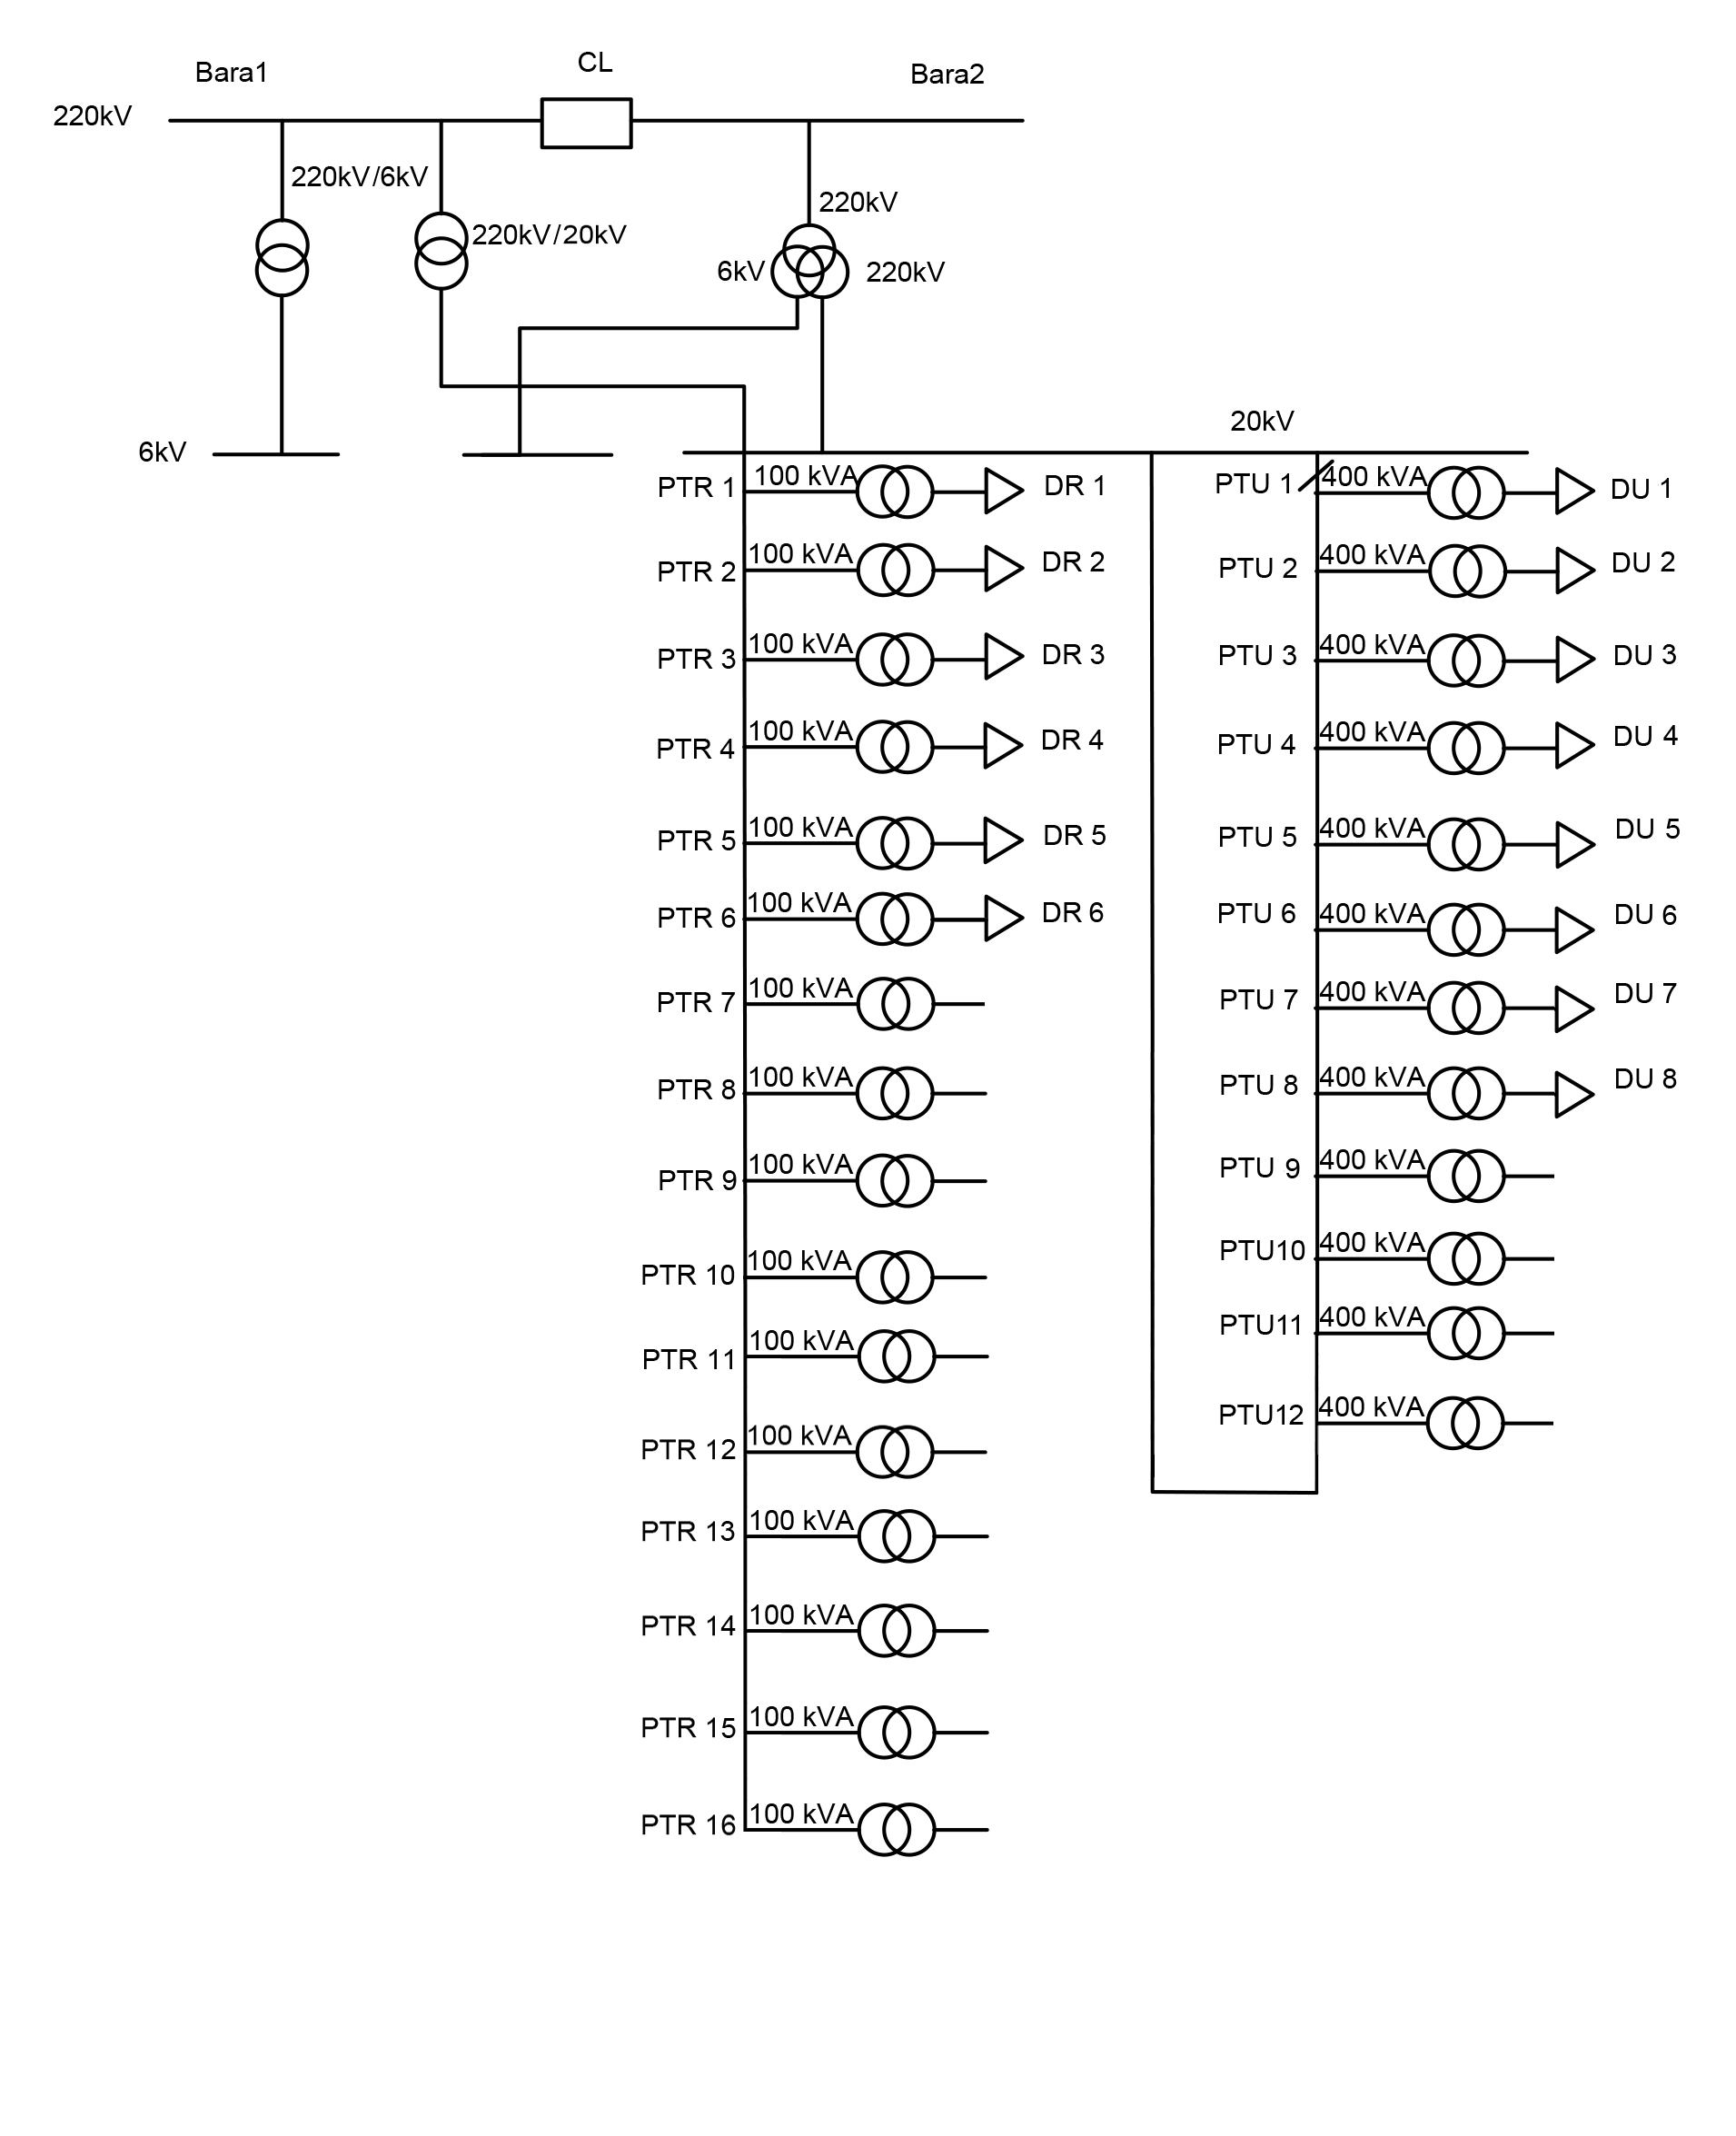 CL
Bara1
Bara2
220kV
220kV/6kV
220kV
220kV/20kV
6kV
220kV
20kV
6kV
PTR 1
100 kVA
DR 1
PTU 1
400 kVA
DU 1
PTR 2
100 kVA
DR 2
PTU 2
400 kVA
DU 2
PTR 3
100 kVA
DR 3
PTU 3
400 kVA
DU 3
PTR 4
100 kVA
DR 4
PTU 4
400 kVA
DU 4
PTR 5
100 kVA
DR 5
PTU 5
400 kVA
DU 5
PTR 6
100 kVA
DR 6
PTU 6
400 kVA
DU 6
PTR 7
100 kVA
PTU 7
400 kVA
DU 7
PTR 8
100 kVA
PTU 8
400 kVA
DU 8
PTR 9
100 kVA
PTU 9
400 kVA
PTR 10
100 kVA
PTU10
400 kVA
PTR 11
100 kVA
PTU11
400 kVA
PTR 12
100 kVA
PTU12
400 kVA
PTR 13
100 kVA
PTR 14
100 kVA
PTR 15
100 kVA
PTR 16
100 kVA